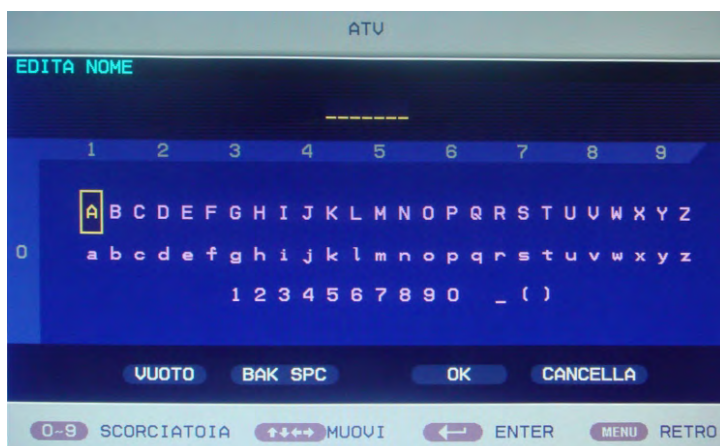 ATV
EDITA NOME
_______
1 2 3 4 5 6 7 8 9
A B C D E F G H I J K L M N O P Q R S T U V W X Y Z
0 a b c d e f g h i j k l m n o p q r s t u v w x y z
1 2 3 4 5 6 7 8 9 0 _ ( )
VUOTO BAK SPC OK CANCELLA
0~9 SCORCIATOIA MUOVI ENTER MENU RETRO